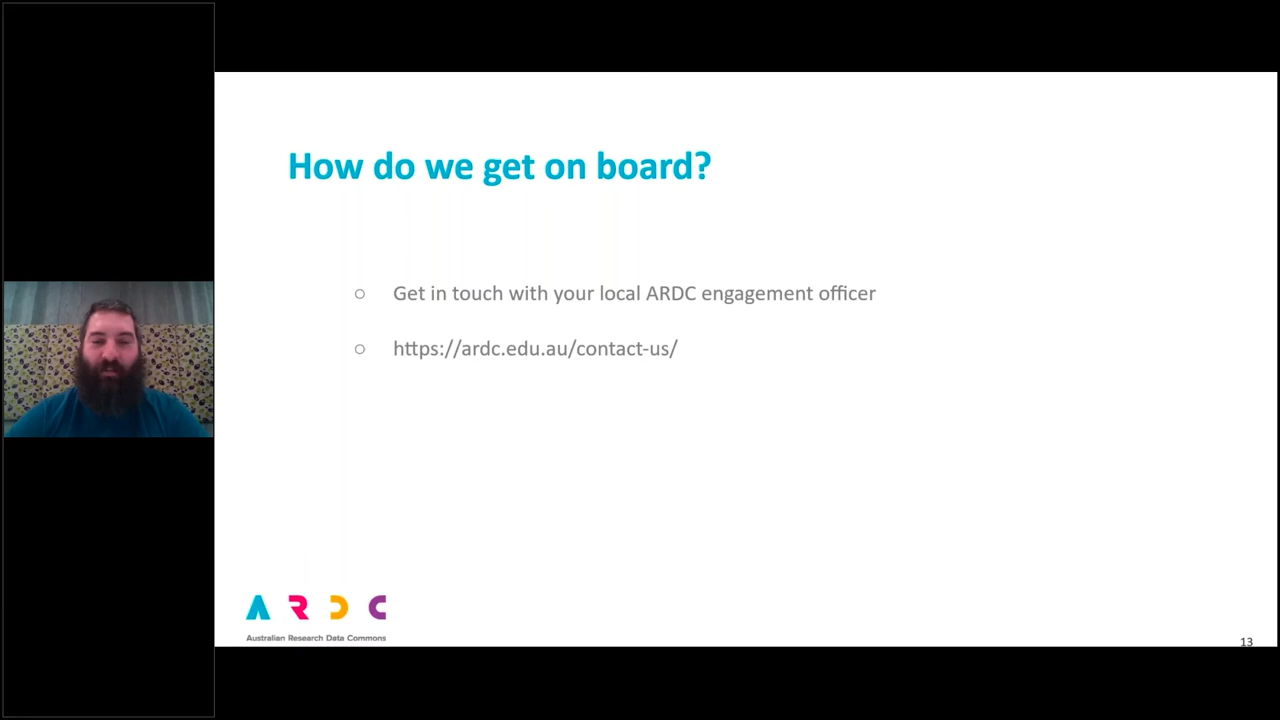 How do we get on board?
○ Get in touch with your local ARDC engagement officer
○ https://ardc.edu.au/contact-us/
ARDC
Australian Research Data Commons
13